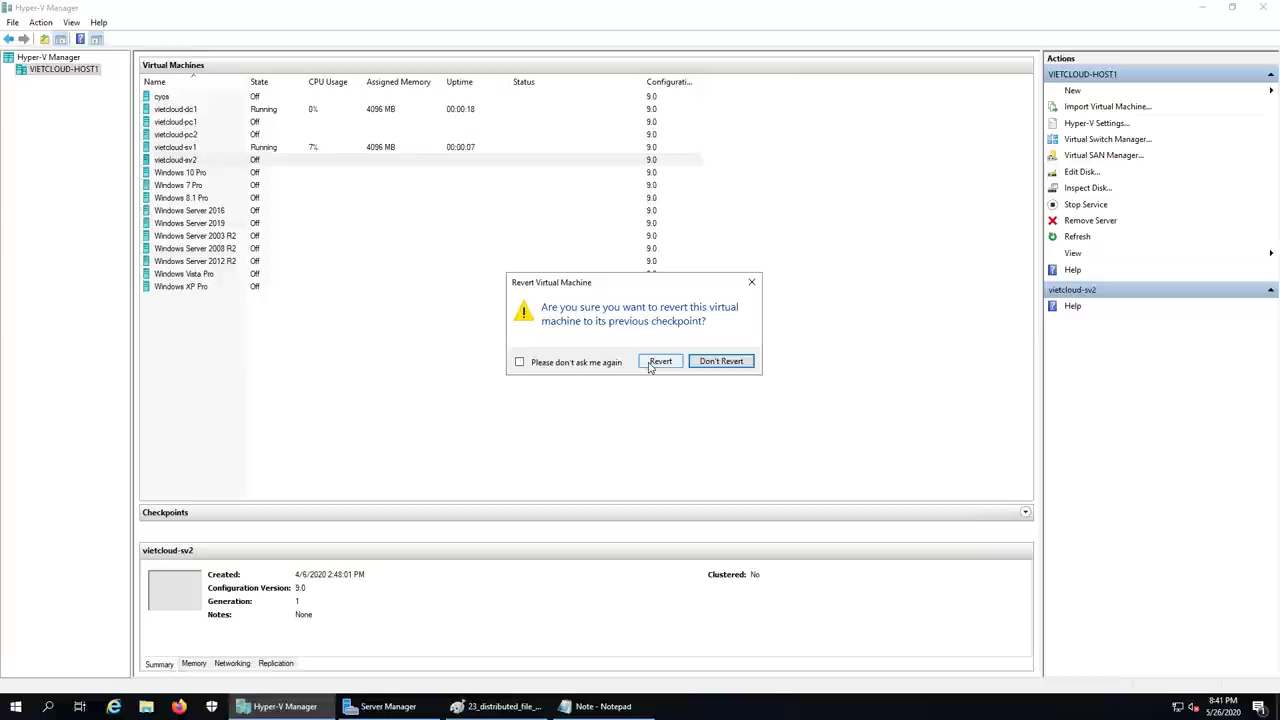 Hyper-V Manager
File Action View Help
Hyper-V Manager
VIETCLOUD-HOST1
Virtual Machines
Name State CPU Usage Assigned Memory Uptime Status Configurati...
cyos Off 9.0
vietcloud-dc1 Running 0% 4096 MB 00:00:18 9.0
vietcloud-pc1 Off 9.0
vietcloud-pc2 Off 9.0
vietcloud-sv1 Running 7% 4096 MB 00:00:07 9.0
vietcloud-sv2 Off 9.0
Windows 10 Pro Off 9.0
Windows 7 Pro Off 9.0
Windows 8.1 Pro Off 9.0
Windows Server 2016 Off 9.0
Windows Server 2019 Off 9.0
Windows Server 2003 R2 Off 9.0
Windows Server 2008 R2 Off 9.0
Windows Server 2012 R2 Off 9.0
Windows Vista Pro Off
Windows XP Pro Off
Revert Virtual Machine
Are you sure you want to revert this virtual
machine to its previous checkpoint?
Please don't ask me again Revert Don't Revert
Checkpoints
vietcloud-sv2
Created: 4/6/2020 2:48:01 PM Clustered: No
Configuration Version: 9.0
Generation: 1
Notes: None
Summary Memory Networking Replication
Actions
VIETCLOUD-HOST1
New
Import Virtual Machine...
Hyper-V Settings...
Virtual Switch Manager...
Virtual SAN Manager...
Edit Disk...
Inspect Disk...
Stop Service
Remove Server
Refresh
View
Help
vietcloud-sv2
Help
Hyper-V Manager Server Manager 23_distributed_file_... Note - Notepad
8:41 PM
5/26/2020